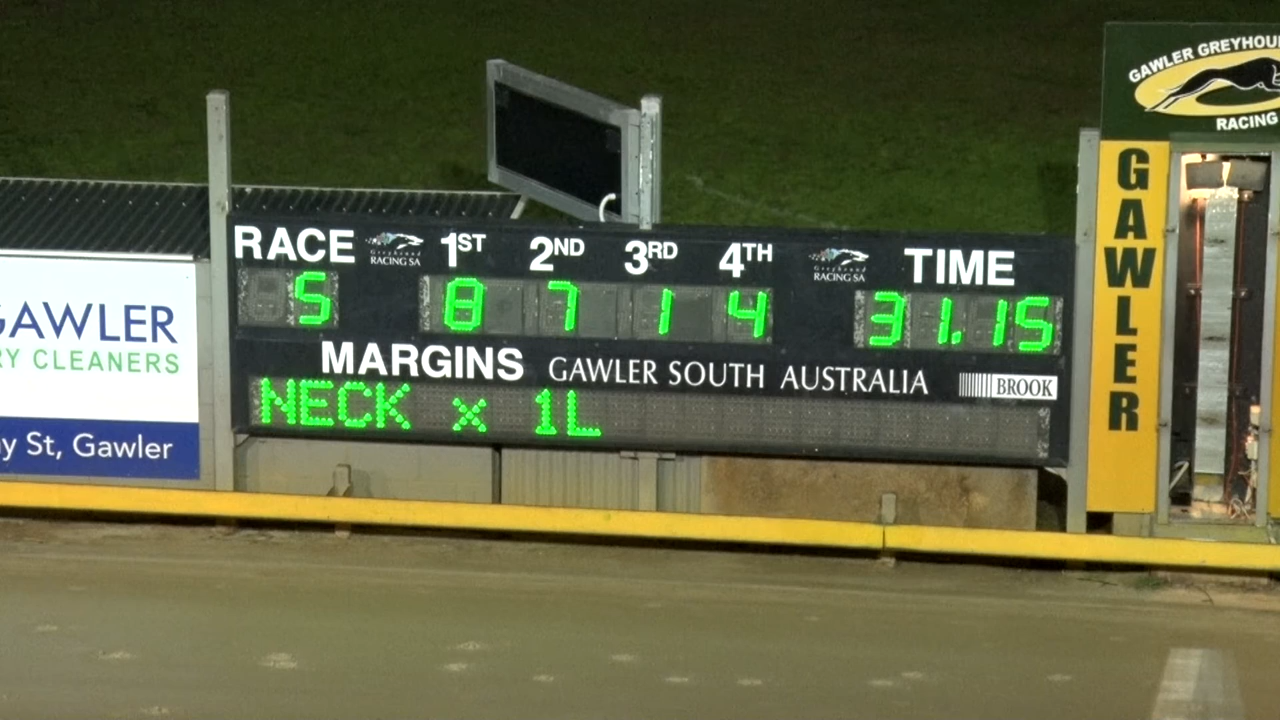 GAWLER GREYHOU
RACING
GAWLER
RACE 1ST 2ND 3RD 4TH TIME
Greyhound RACING SA
Greyhound RACING SA
5 8 7 1 4 31.15
MARGINS GAWLER SOUTH AUSTRALIA BROOK
NECK x 1L
GAWLER
RY CLEANERS
y St, Gawler